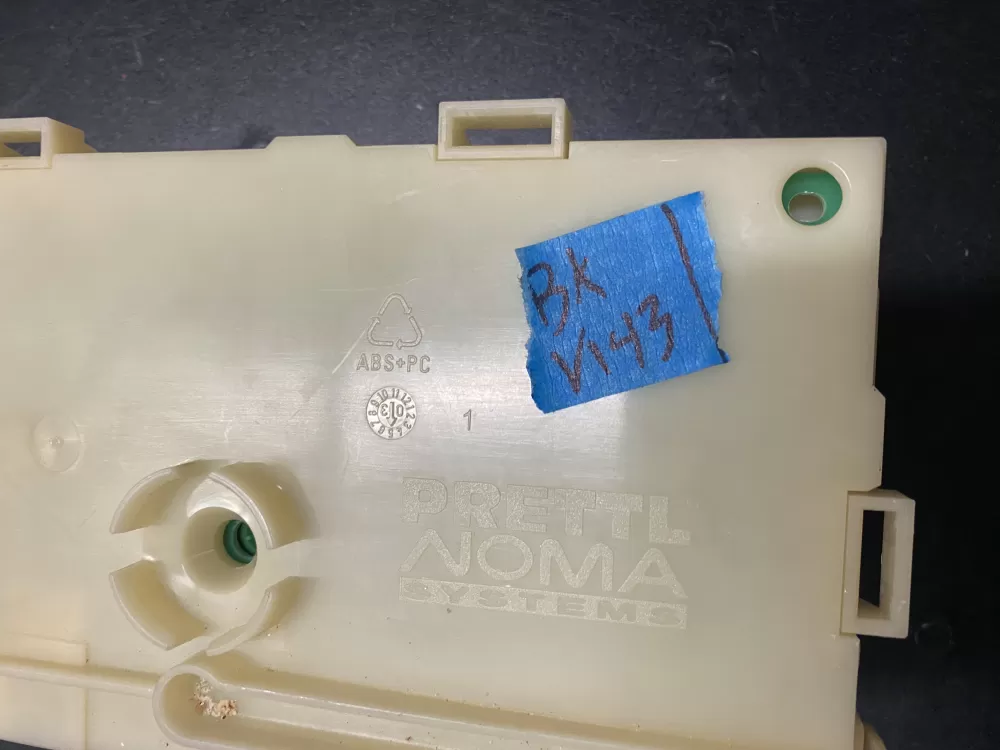 BK
V143
ABS+PC
1
PRETTL
NOMA
SYSTEMS